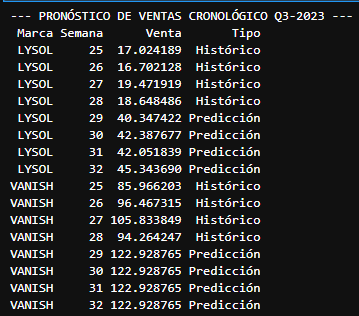 --- PRONÓSTICO DE VENTAS CRONOLÓGICO Q3-2023 ---
Marca Semana Venta Tipo
LYSOL 25 17.024189 Histórico
LYSOL 26 16.702128 Histórico
LYSOL 27 19.471919 Histórico
LYSOL 28 18.648486 Histórico
LYSOL 29 40.347422 Predicción
LYSOL 30 42.387677 Predicción
LYSOL 31 42.051839 Predicción
LYSOL 32 45.343690 Predicción
VANISH 25 85.966203 Histórico
VANISH 26 96.467315 Histórico
VANISH 27 105.833849 Histórico
VANISH 28 94.264247 Histórico
VANISH 29 122.928765 Predicción
VANISH 30 122.928765 Predicción
VANISH 31 122.928765 Predicción
VANISH 32 122.928765 Predicción